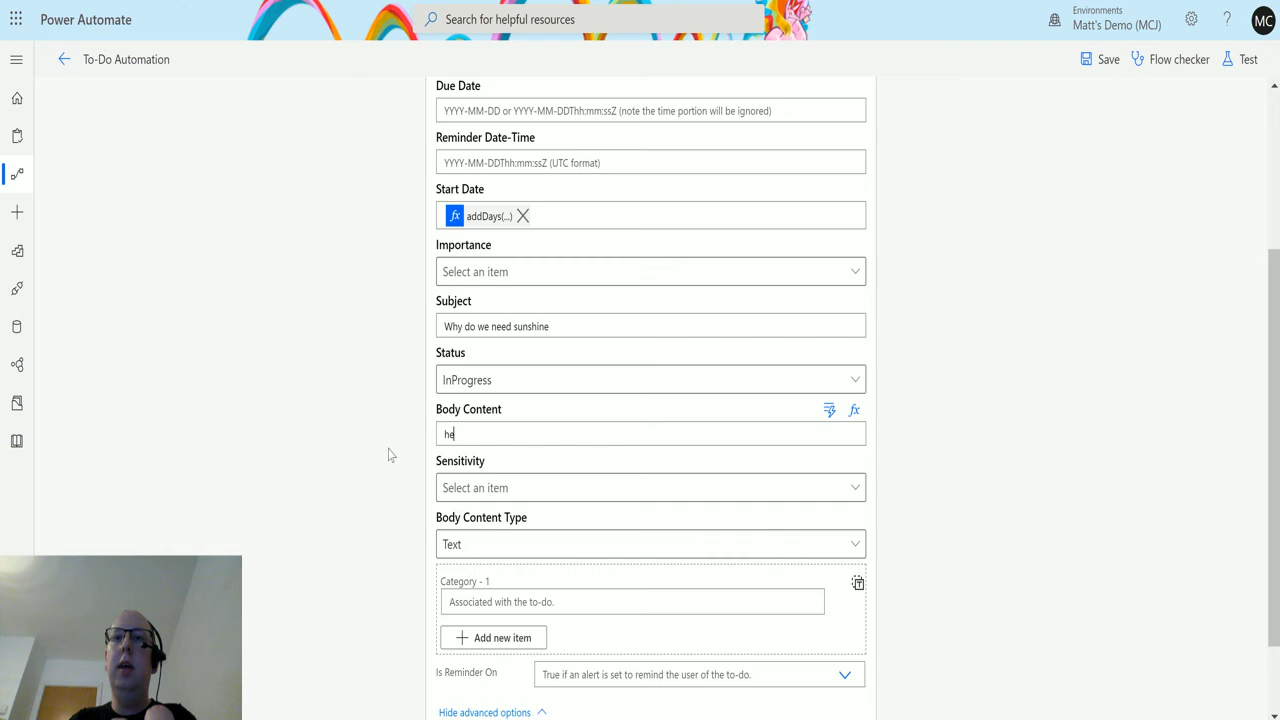 Power Automate
Search for helpful resources
Environments
Matt's Demo (MCJ)
MC
To-Do Automation
Save
Flow checker
Test
Due Date
YYYY-MM-DD or YYYY-MM-DDThh:mm:ssZ (note the time portion will be ignored)
Reminder Date-Time
YYYY-MM-DDThh:mm:ssZ (UTC format)
Start Date
fx addDays(...)
Importance
Select an item
Subject
Why do we need sunshine
Status
InProgress
Body Content
fx
he
Sensitivity
Select an item
Body Content Type
Text
Category - 1
Associated with the to-do.
Add new item
Is Reminder On
True if an alert is set to remind the user of the to-do.
Hide advanced options